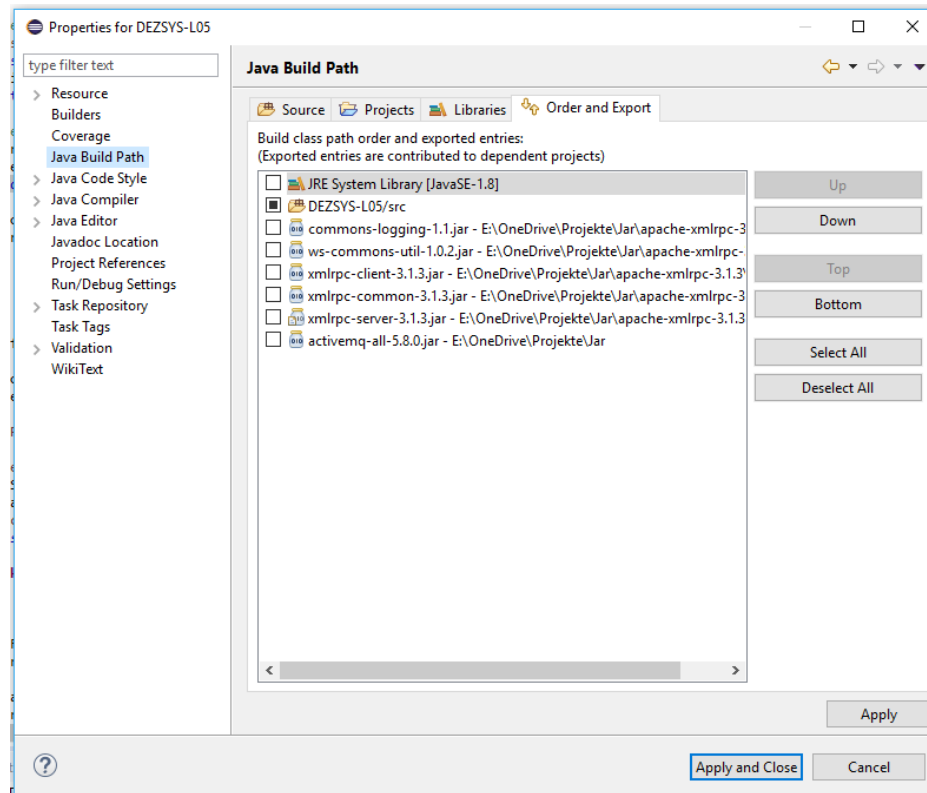 Properties for DEZSYS-L05
type filter text
Resource
Builders
Coverage
Java Build Path
Java Code Style
Java Compiler
Java Editor
Javadoc Location
Project References
Run/Debug Settings
Task Repository
Task Tags
Validation
WikiText
Java Build Path
Source Projects Libraries Order and Export
Build class path order and exported entries:
(Exported entries are contributed to dependent projects)
JRE System Library [JavaSE-1.8]
DEZSYS-L05/src
commons-logging-1.1.jar - E:\OneDrive\Projekte\Jar\apache-xmlrpc-3
ws-commons-util-1.0.2.jar - E:\OneDrive\Projekte\Jar\apache-xmlrpc-
xmlrpc-client-3.1.3.jar - E:\OneDrive\Projekte\Jar\apache-xmlrpc-3.1.3\
xmlrpc-common-3.1.3.jar - E:\OneDrive\Projekte\Jar\apache-xmlrpc-3
xmlrpc-server-3.1.3.jar - E:\OneDrive\Projekte\Jar\apache-xmlrpc-3.1.3
activemq-all-5.8.0.jar - E:\OneDrive\Projekte\Jar
Up
Down
Top
Bottom
Select All
Deselect All
Apply
Apply and Close Cancel